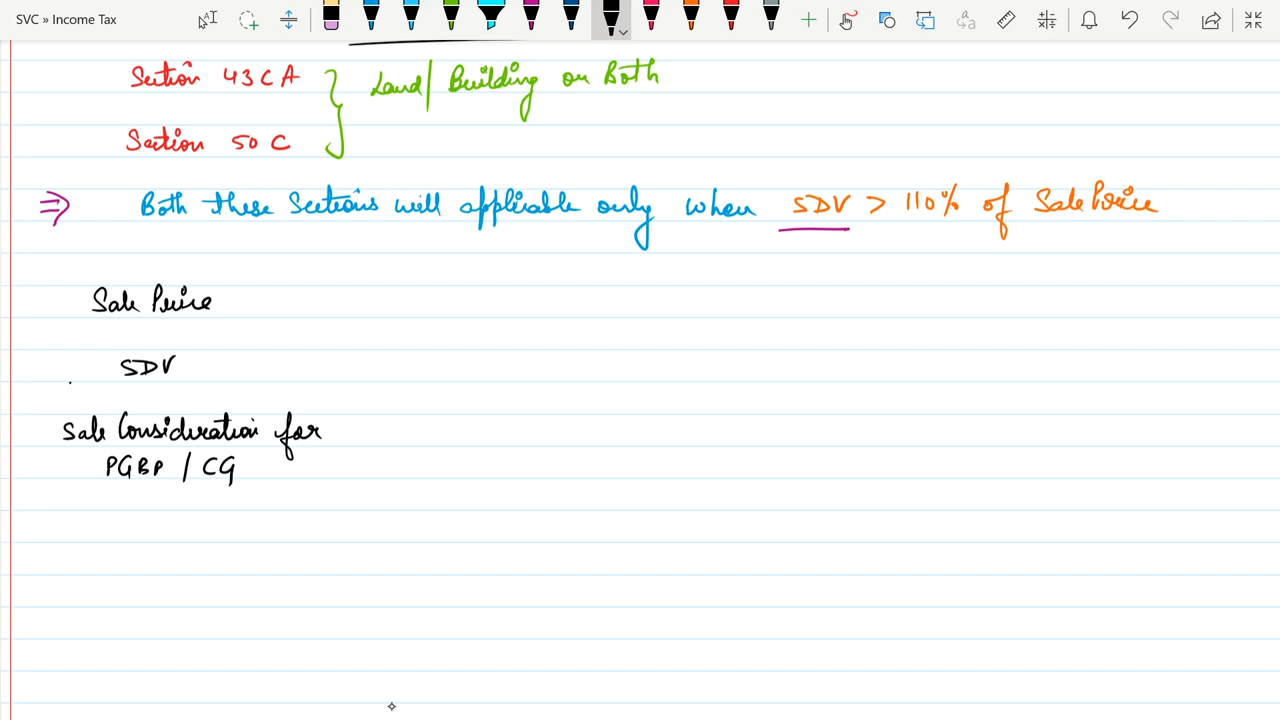 SVC » Income Tax
Section 43CA
Land/Building or Both
Section 50C
⇒ Both these Sections will applicable only when SDV > 110% of Sale Price
Sale Price
SDV
Sale Consideration for
PGBP / CG